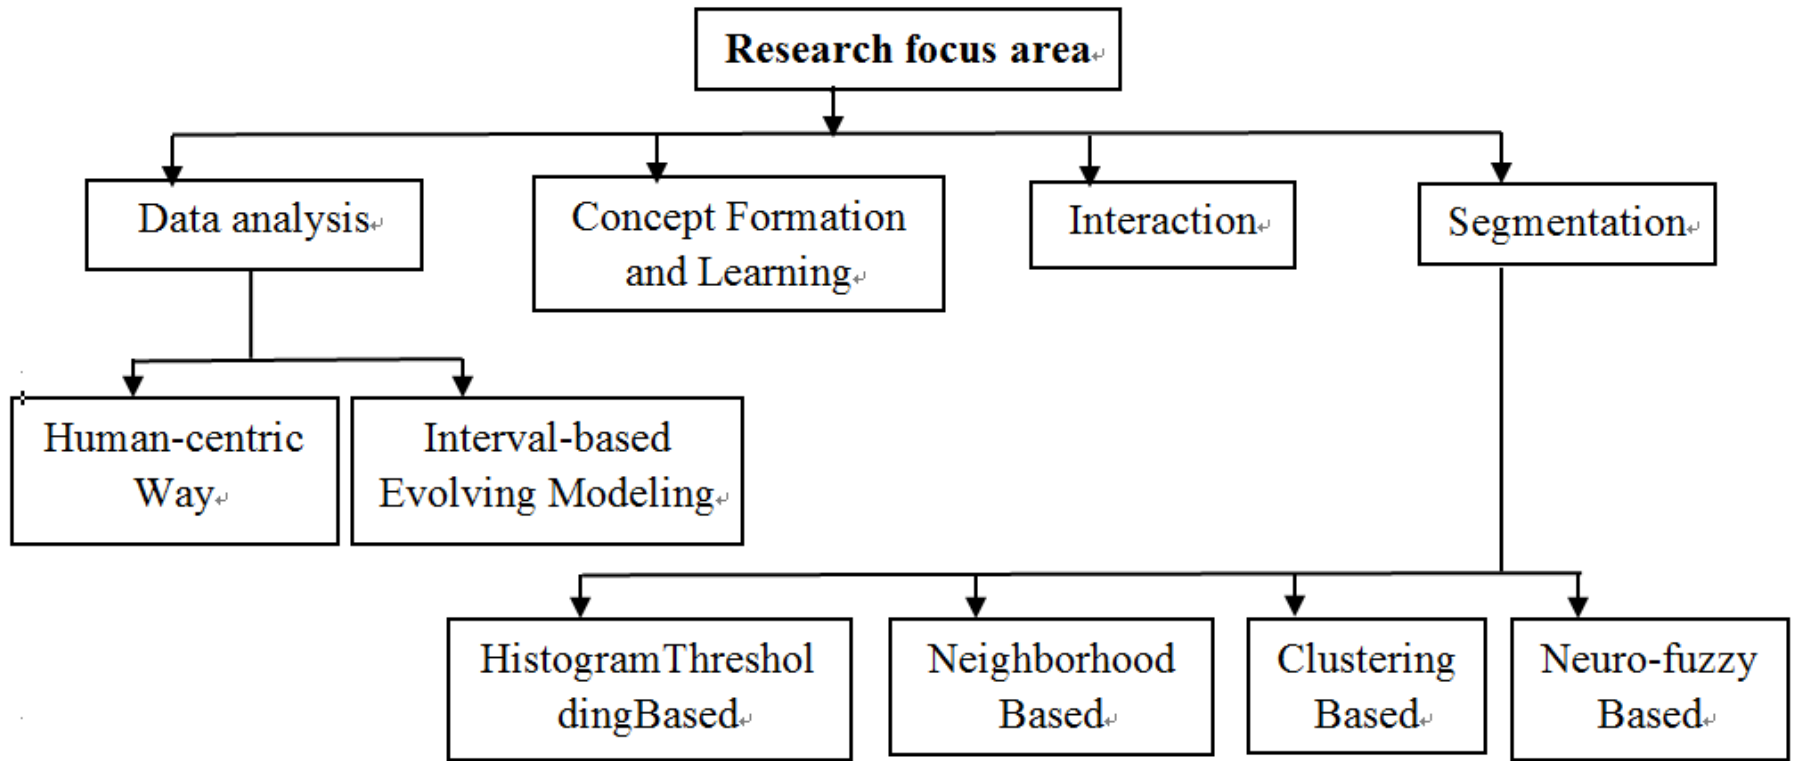 Research focus area
Data analysis
Concept Formation
and Learning
Interaction
Segmentation
Human-centric
Way
Interval-based
Evolving Modeling
HistogramThreshol
dingBased
Neighborhood
Based
Clustering
Based
Neuro-fuzzy
Based